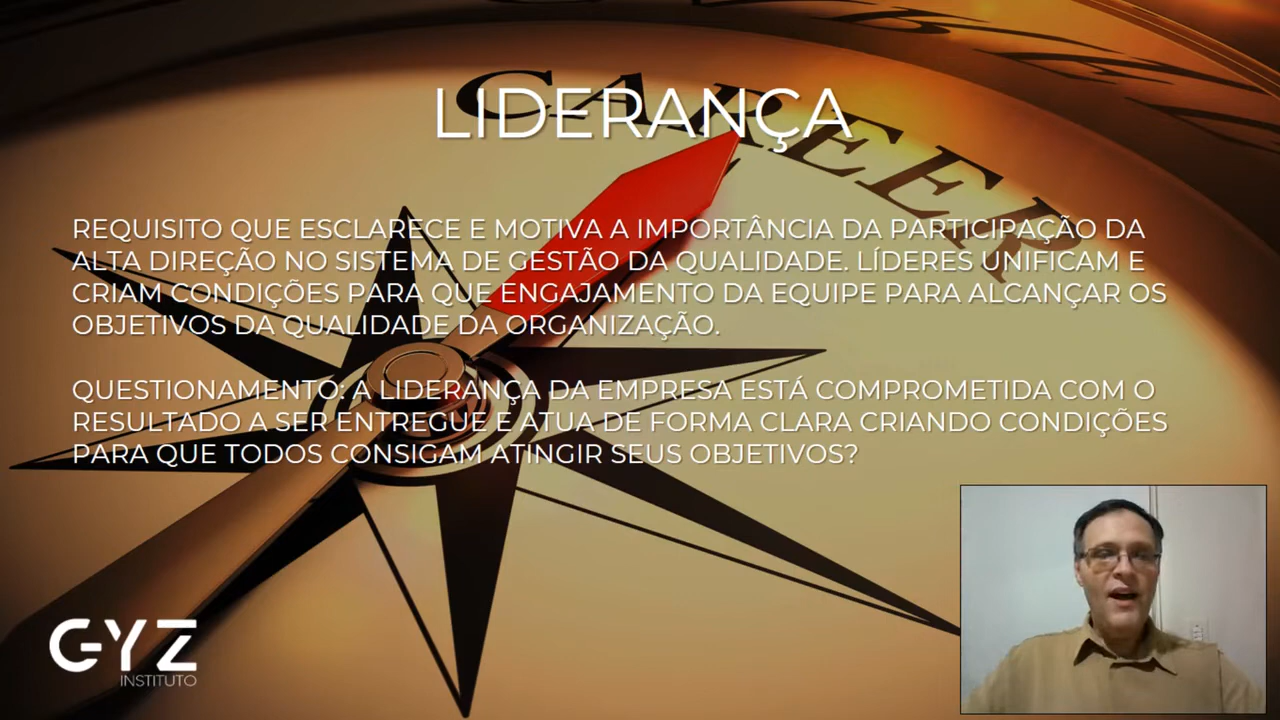 CAREER
LIDERANÇA
REQUISITO QUE ESCLARECE E MOTIVA A IMPORTÂNCIA DA PARTICIPAÇÃO DA
ALTA DIREÇÃO NO SISTEMA DE GESTÃO DA QUALIDADE. LÍDERES UNIFICAM E
CRIAM CONDIÇÕES PARA QUE ENGAJAMENTO DA EQUIPE PARA ALCANÇAR OS
OBJETIVOS DA QUALIDADE DA ORGANIZAÇÃO.
QUESTIONAMENTO: A LIDERANÇA DA EMPRESA ESTÁ COMPROMETIDA COM O
RESULTADO A SER ENTREGUE E ATUA DE FORMA CLARA CRIANDO CONDIÇÕES
PARA QUE TODOS CONSIGAM ATINGIR SEUS OBJETIVOS?
GYZ
INSTITUTO